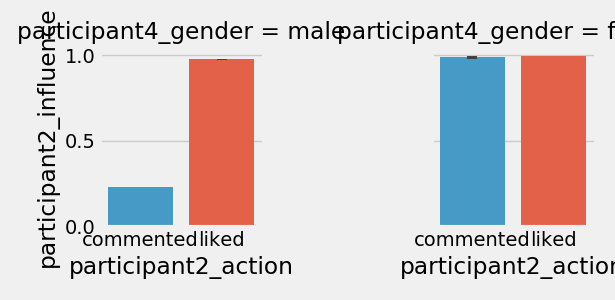 participant4_gender = male
participant4_gender = f
participant2_influence
1.0
0.5
0.0
commented liked
commented liked
participant2_action
participant2_action